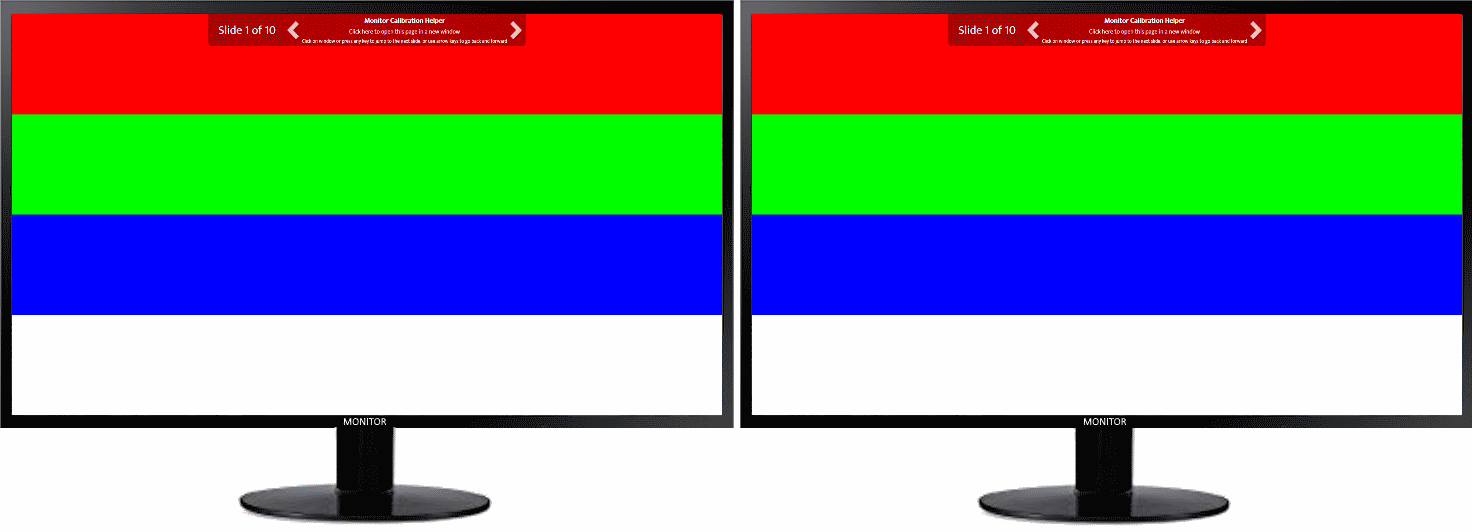 Slide 1 of 10
Monitor Calibration Helper
Click here to open this page in a new window
Click on window or press any key to jump to the next slide, or use arrow keys to go back and forward
MONITOR
Slide 1 of 10
Monitor Calibration Helper
Click here to open this page in a new window
Click on window or press any key to jump to the next slide, or use arrow keys to go back and forward
MONITOR